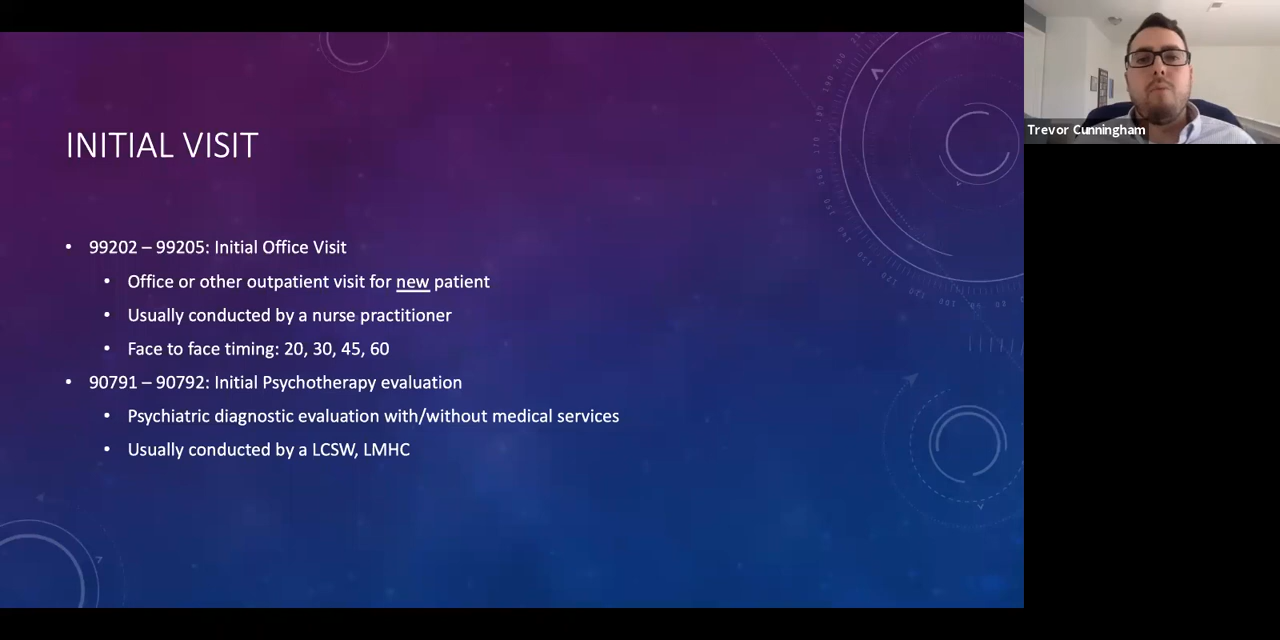 INITIAL VISIT
• 99202 – 99205: Initial Office Visit
• Office or other outpatient visit for new patient
• Usually conducted by a nurse practitioner
• Face to face timing: 20, 30, 45, 60
• 90791 – 90792: Initial Psychotherapy evaluation
• Psychiatric diagnostic evaluation with/without medical services
• Usually conducted by a LCSW, LMHC
Trevor Cunningham